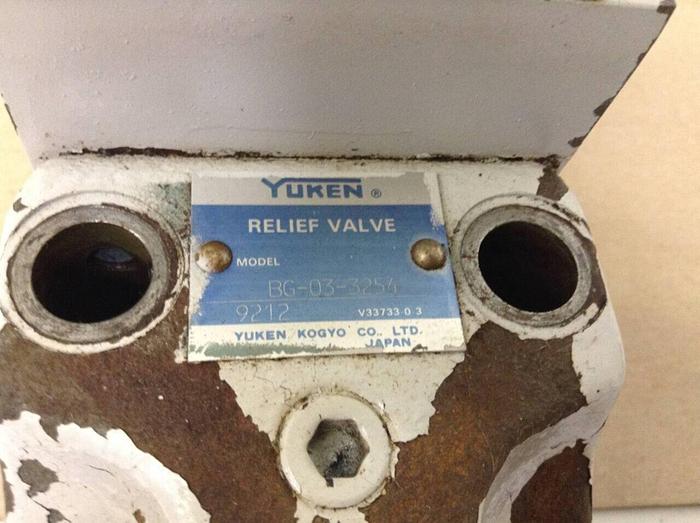 YUKEN ®
RELIEF VALVE
MODEL
BG-03-3254
9212 V33733-0 3
YUKEN KOGYO CO., LTD.
JAPAN